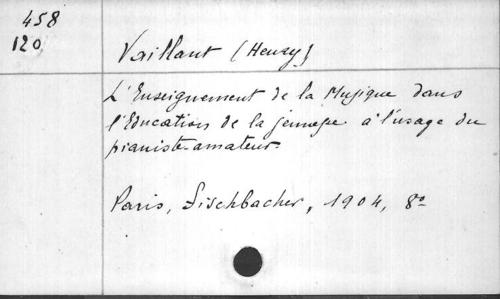 458
120
Vaillant (Henry)
L'Enseignement de la Musique dans
l'Education de la jeunesse à l'usage du
pianiste-amateur.
Paris, Fischbacher, 1904, 8º